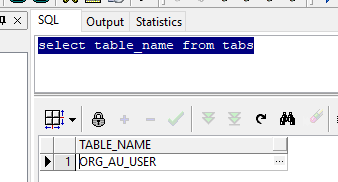 SQL Output Statistics
select table_name from tabs
TABLE_NAME
1 ORG_AU_USER ...